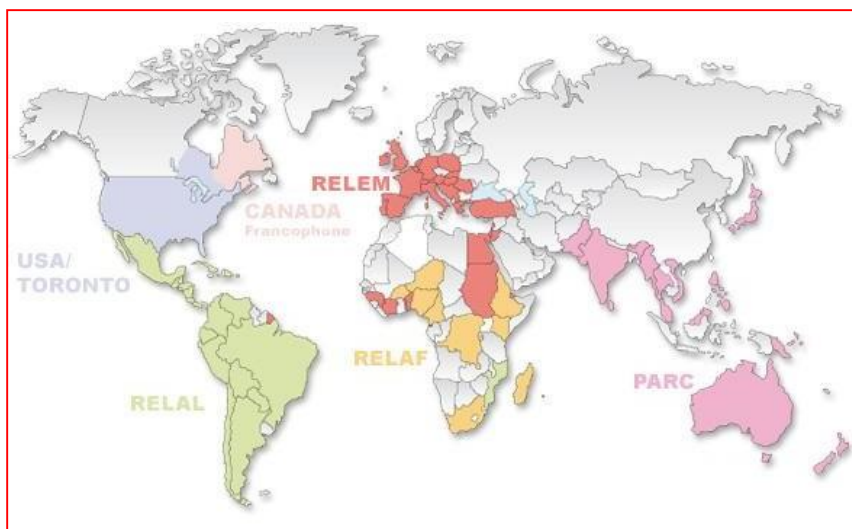 RELEM
CANADA
Francophone
USA/
TORONTO
RELAF
PARC
RELAL